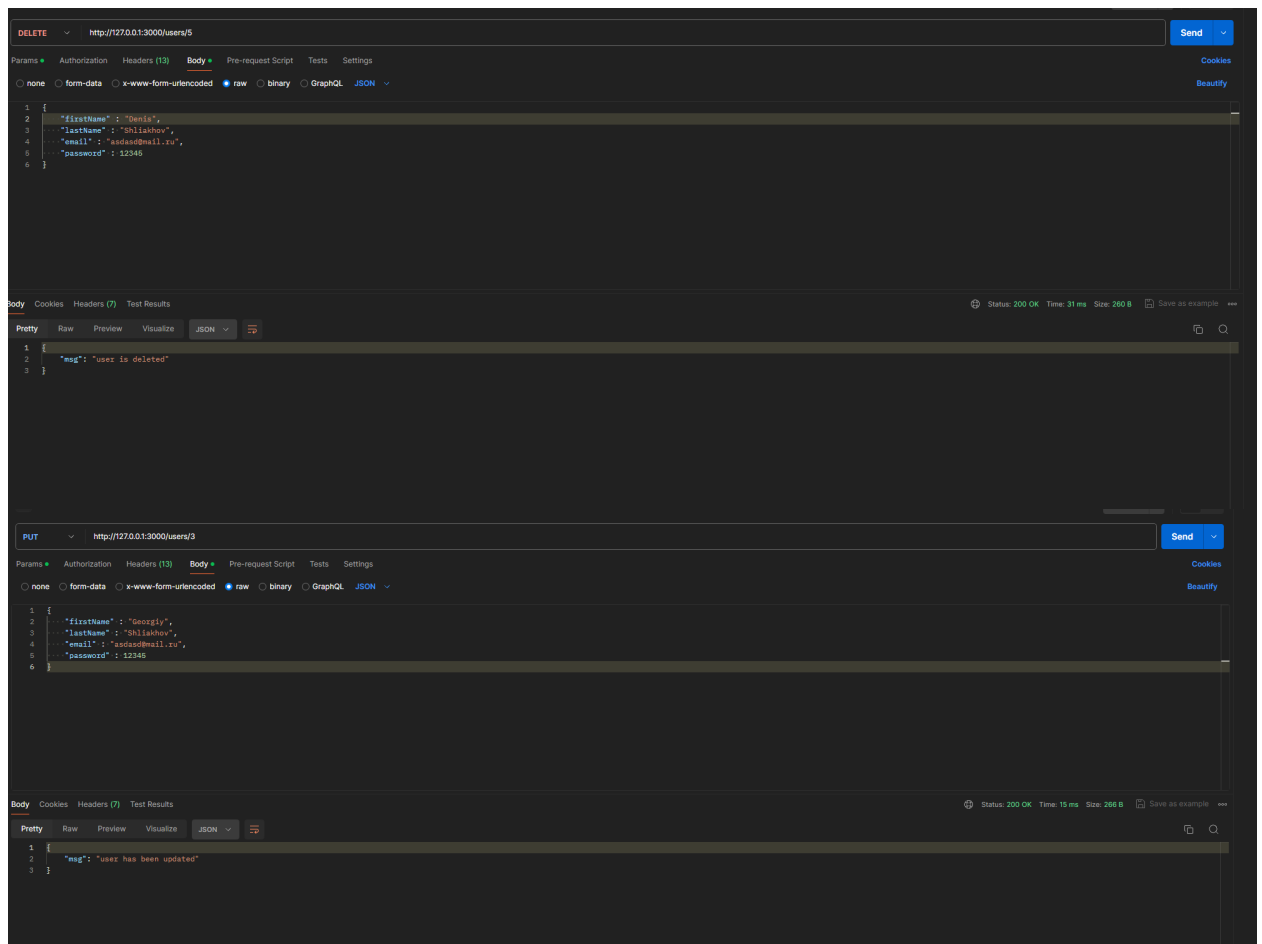 DELETE http://127.0.0.1:3000/users/5 Send
Params Authorization Headers (13) Body Pre-request Script Tests Settings Cookies
none form-data x-www-form-urlencoded raw binary GraphQL JSON Beautify
1 {
2 "firstName" : "Denis",
3 "lastName" : "Shliakhov",
4 "email" : "asdasd@mail.ru",
5 "password" : 12345
6 }
Body Cookies Headers (7) Test Results Status: 200 OK Time: 31 ms Size: 260 B Save as example
Pretty Raw Preview Visualize JSON
1 {
2 "msg": "user is deleted"
3 }
PUT http://127.0.0.1:3000/users/3 Send
Params Authorization Headers (13) Body Pre-request Script Tests Settings Cookies
none form-data x-www-form-urlencoded raw binary GraphQL JSON Beautify
1 {
2 "firstName" : "Georgiy",
3 "lastName" : "Shliakhov",
4 "email" : "asdasd@mail.ru",
5 "password" : 12345
6 }
Body Cookies Headers (7) Test Results Status: 200 OK Time: 15 ms Size: 266 B Save as example
Pretty Raw Preview Visualize JSON
1 {
2 "msg": "user has been updated"
3 }